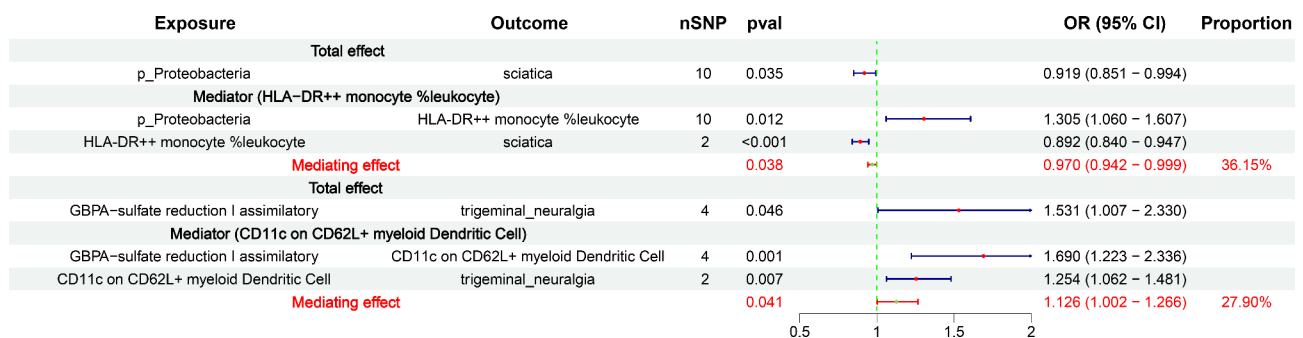 Exposure Outcome nSNP pval OR (95% CI) Proportion
Total effect
p_Proteobacteria sciatica 10 0.035 0.919 (0.851 − 0.994)
Mediator (HLA−DR++ monocyte %leukocyte)
p_Proteobacteria HLA-DR++ monocyte %leukocyte 10 0.012 1.305 (1.060 − 1.607)
HLA-DR++ monocyte %leukocyte sciatica 2 <0.001 0.892 (0.840 − 0.947)
Mediating effect 0.038 0.970 (0.942 − 0.999) 36.15%
Total effect
GBPA−sulfate reduction I assimilatory trigeminal_neuralgia 4 0.046 1.531 (1.007 − 2.330)
Mediator (CD11c on CD62L+ myeloid Dendritic Cell)
GBPA−sulfate reduction I assimilatory CD11c on CD62L+ myeloid Dendritic Cell 4 0.001 1.690 (1.223 − 2.336)
CD11c on CD62L+ myeloid Dendritic Cell trigeminal_neuralgia 2 0.007 1.254 (1.062 − 1.481)
Mediating effect 0.041 1.126 (1.002 − 1.266) 27.90%
0.5 1 1.5 2